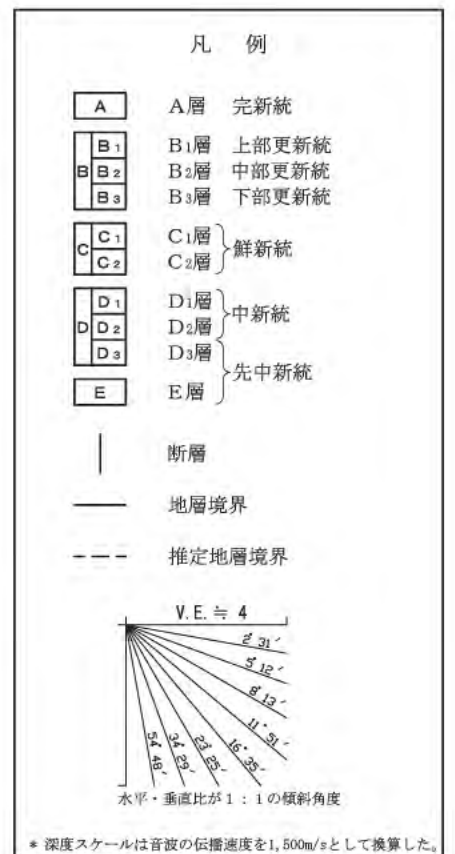 凡 例
A A層 完新統
B B1 B1層 上部更新統
B2 B2層 中部更新統
B3 B3層 下部更新統
C C1 C1層 鮮新統
C2 C2層
D D1 D1層 中新統
D2 D2層
D3 D3層 先中新統
E E層
断層
地層境界
推定地層境界
V.E.≒ 4
2°31′
5°12′
8°13′
11°51′
16°35′
23°25′
34°29′
54°48′
水平・垂直比が1：1の傾斜角度
* 深度スケールは音波の伝播速度を1,500m/sとして換算した。